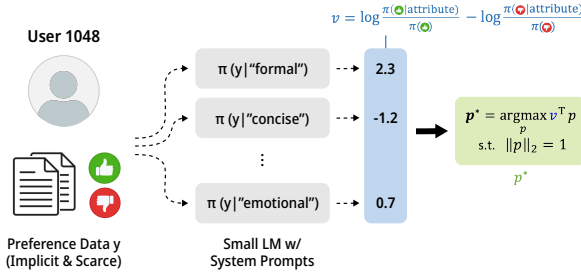 v = log π(👍|attribute)/π(👍) − log π(👎|attribute)/π(👎)
User 1048
π (y|"formal")
2.3
π (y|"concise")
-1.2
⋮
π (y|"emotional")
0.7
p* = argmax vᵀp
p
s.t. ‖p‖₂ = 1
p*
Preference Data y
(Implicit & Scarce)
Small LM w/
System Prompts